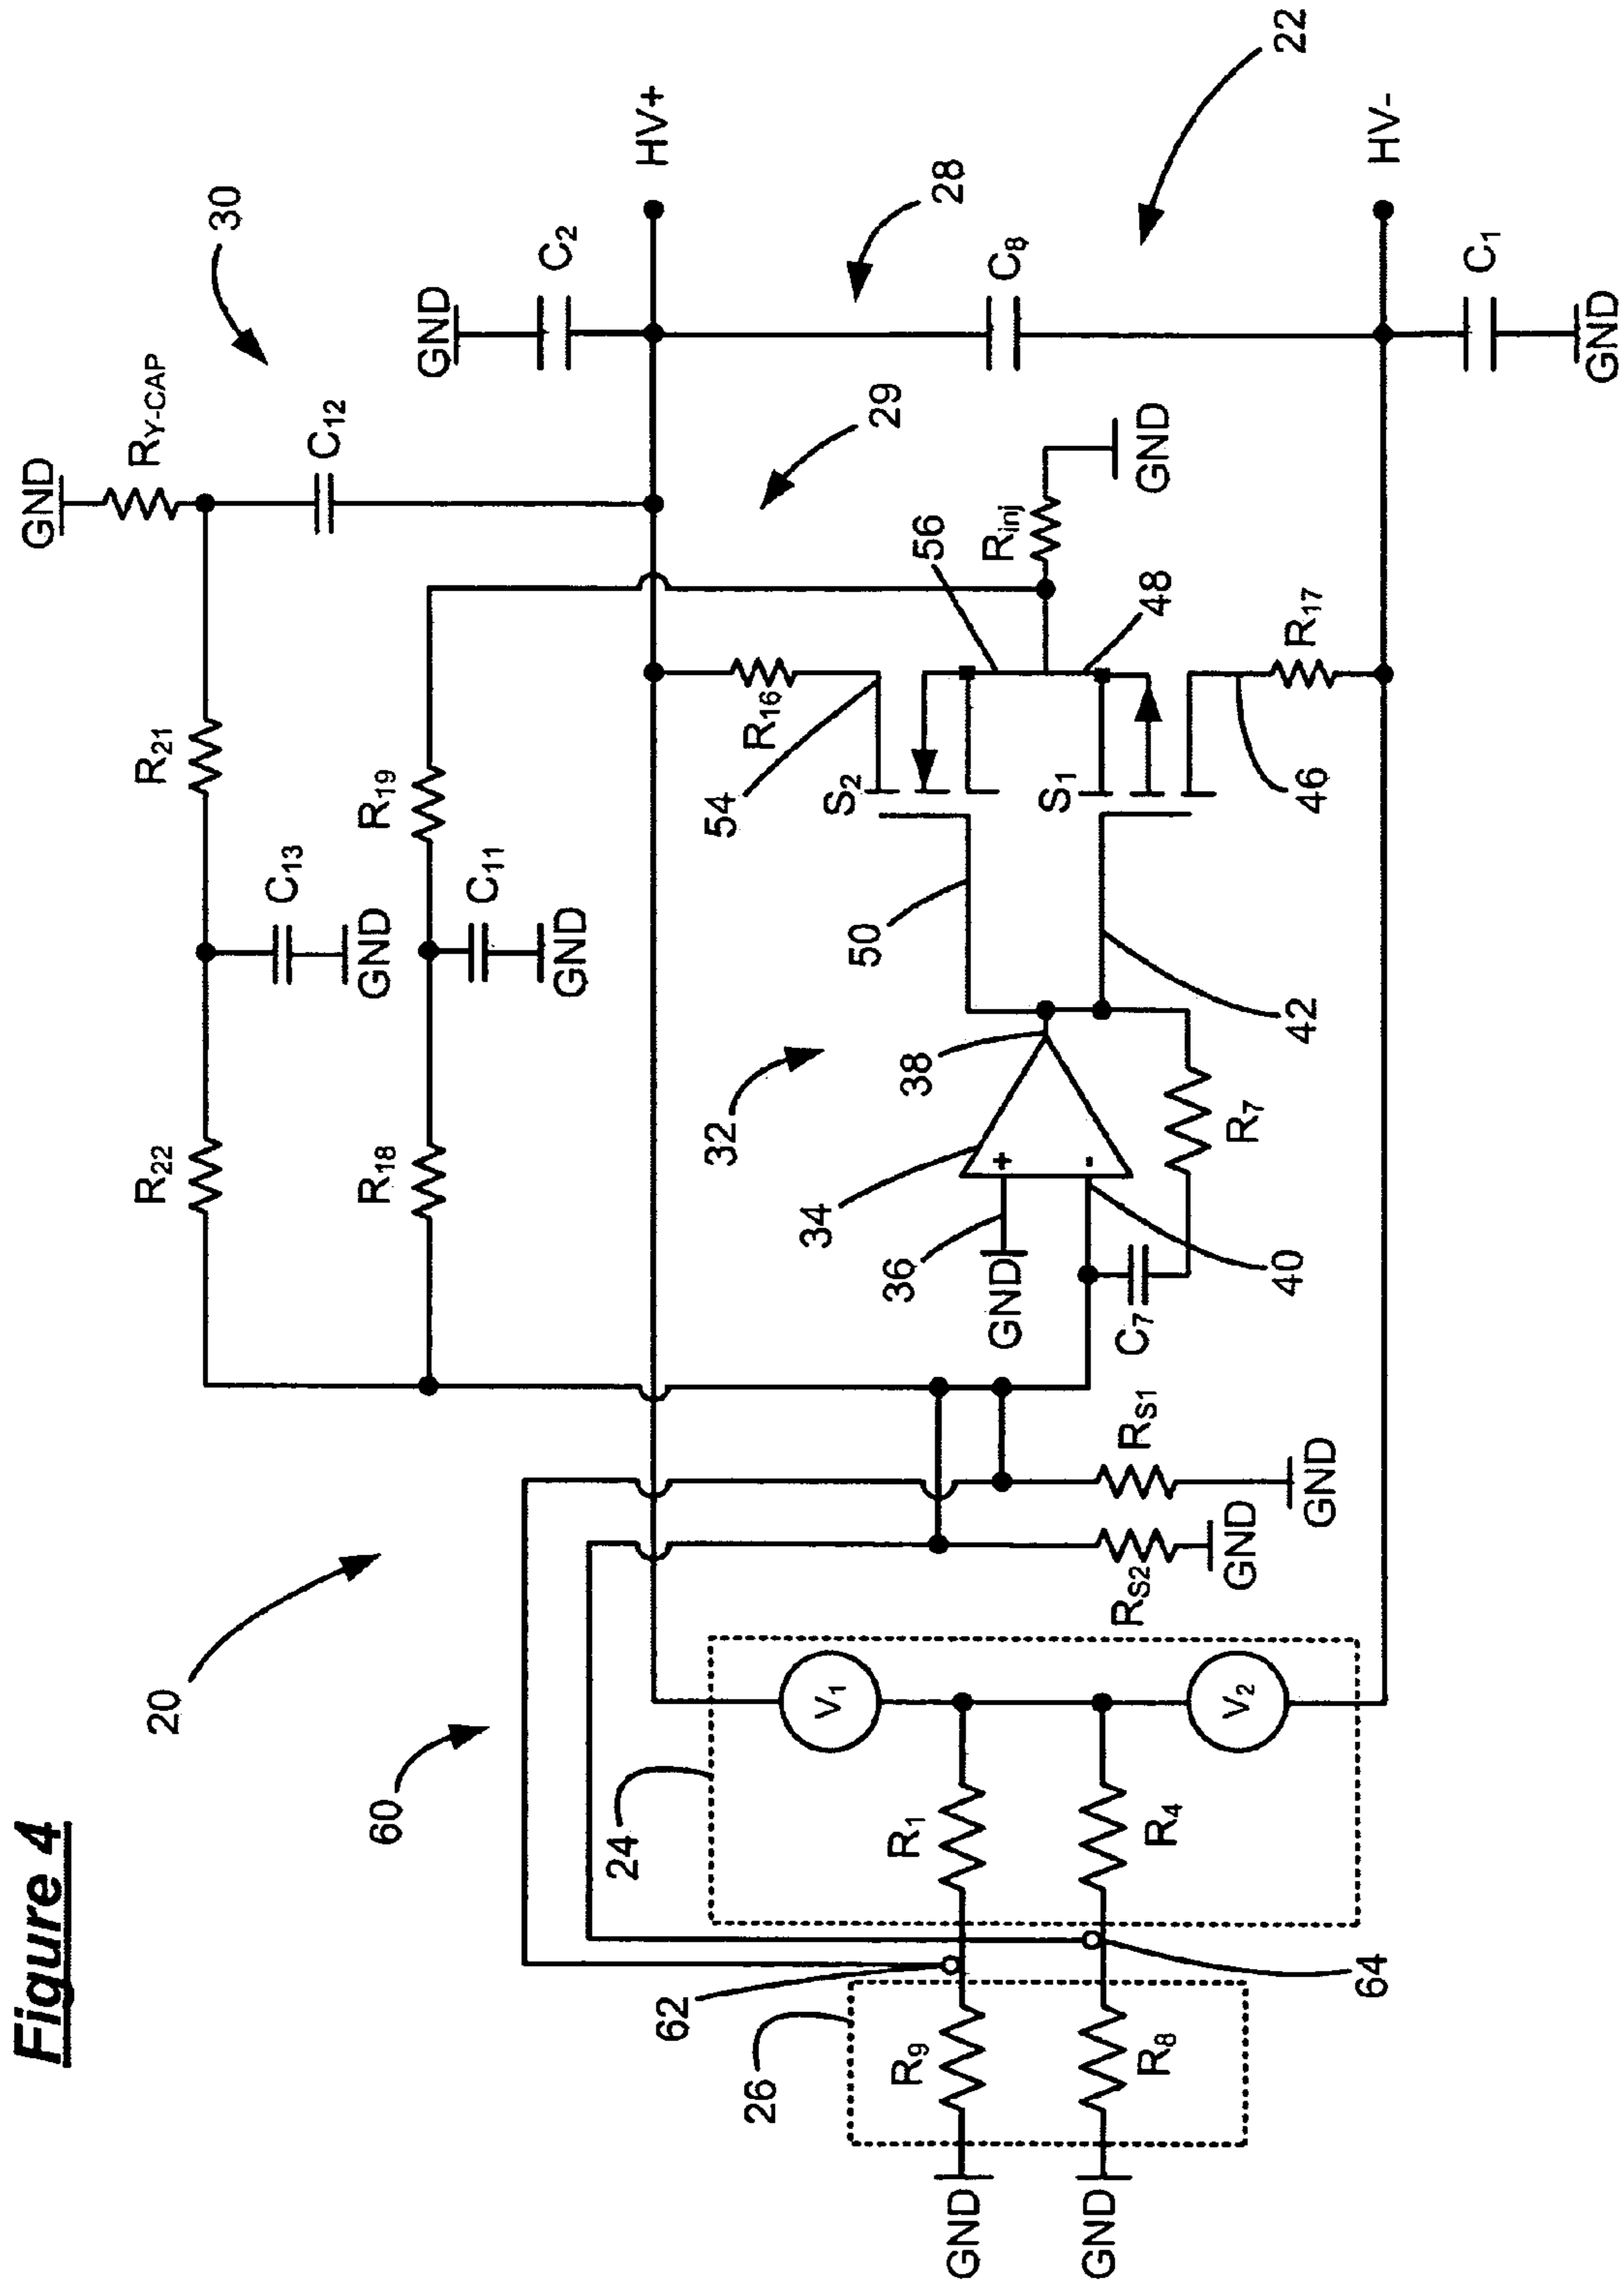 Figure 4
20
60
30
GND
R_Y-CAP
C12
GND
C2
HV+
28
22
29
R22
R21
C13
GND
R18
R19
C11
GND
32
R16
54
S2
56
Rinj
GND
C8
50
48
S1
46
R17
42
38
34
36
GND
+
-
40
C7
R7
RS1
GND
RS2
GND
24
V1
V2
R1
R4
62
64
26
R9
R8
GND
GND
HV-
C1
GND